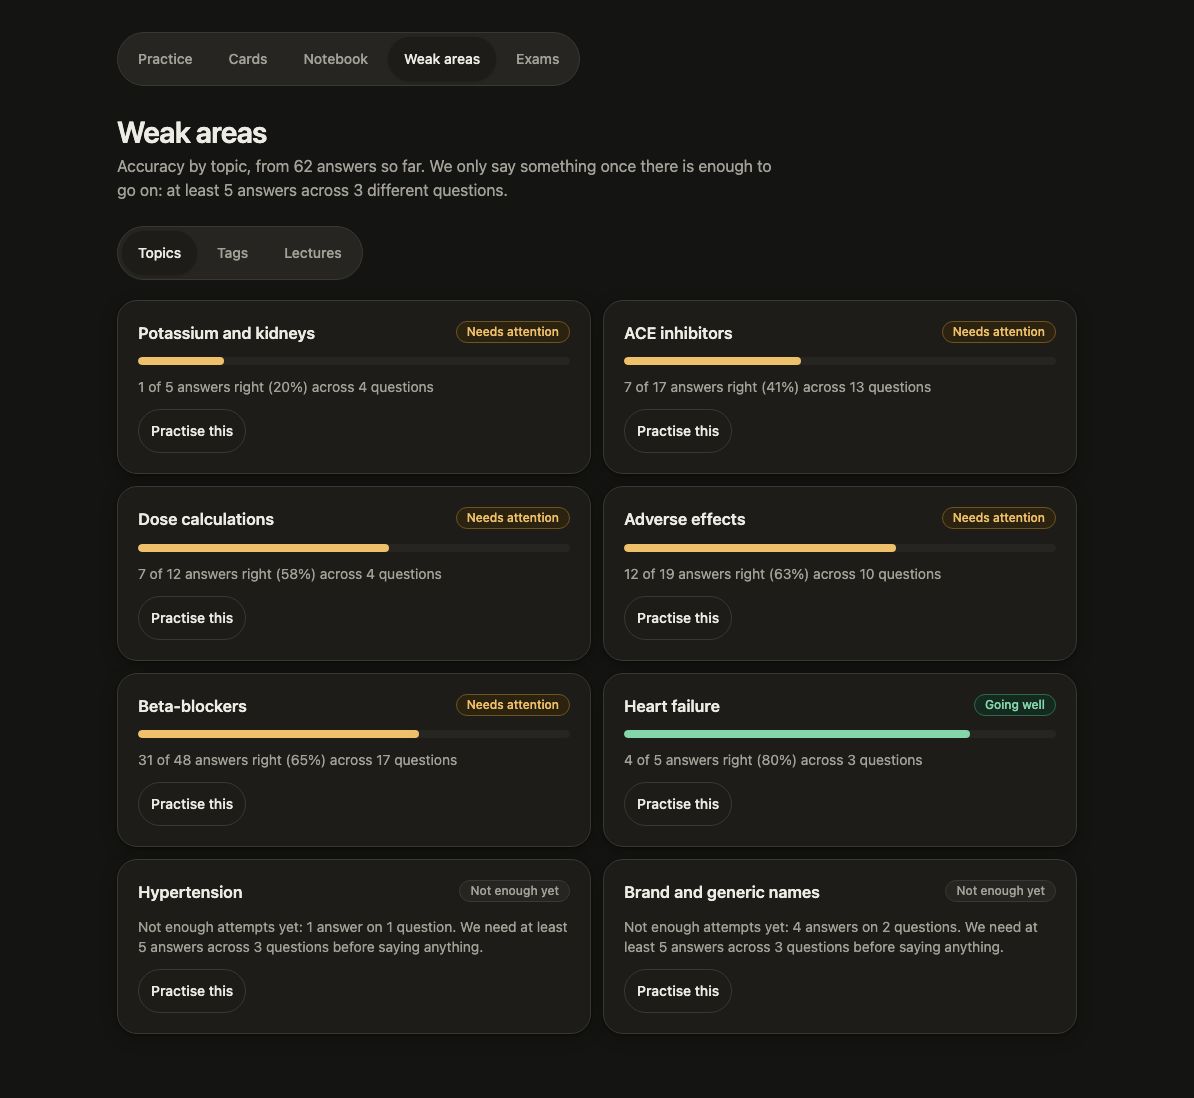 Practice Cards Notebook Weak areas Exams
Weak areas
Accuracy by topic, from 62 answers so far. We only say something once there is enough to
go on: at least 5 answers across 3 different questions.
Topics Tags Lectures
Potassium and kidneys Needs attention
1 of 5 answers right (20%) across 4 questions
Practise this
ACE inhibitors Needs attention
7 of 17 answers right (41%) across 13 questions
Practise this
Dose calculations Needs attention
7 of 12 answers right (58%) across 4 questions
Practise this
Adverse effects Needs attention
12 of 19 answers right (63%) across 10 questions
Practise this
Beta-blockers Needs attention
31 of 48 answers right (65%) across 17 questions
Practise this
Heart failure Going well
4 of 5 answers right (80%) across 3 questions
Practise this
Hypertension Not enough yet
Not enough attempts yet: 1 answer on 1 question. We need at least
5 answers across 3 questions before saying anything.
Practise this
Brand and generic names Not enough yet
Not enough attempts yet: 4 answers on 2 questions. We need at
least 5 answers across 3 questions before saying anything.
Practise this